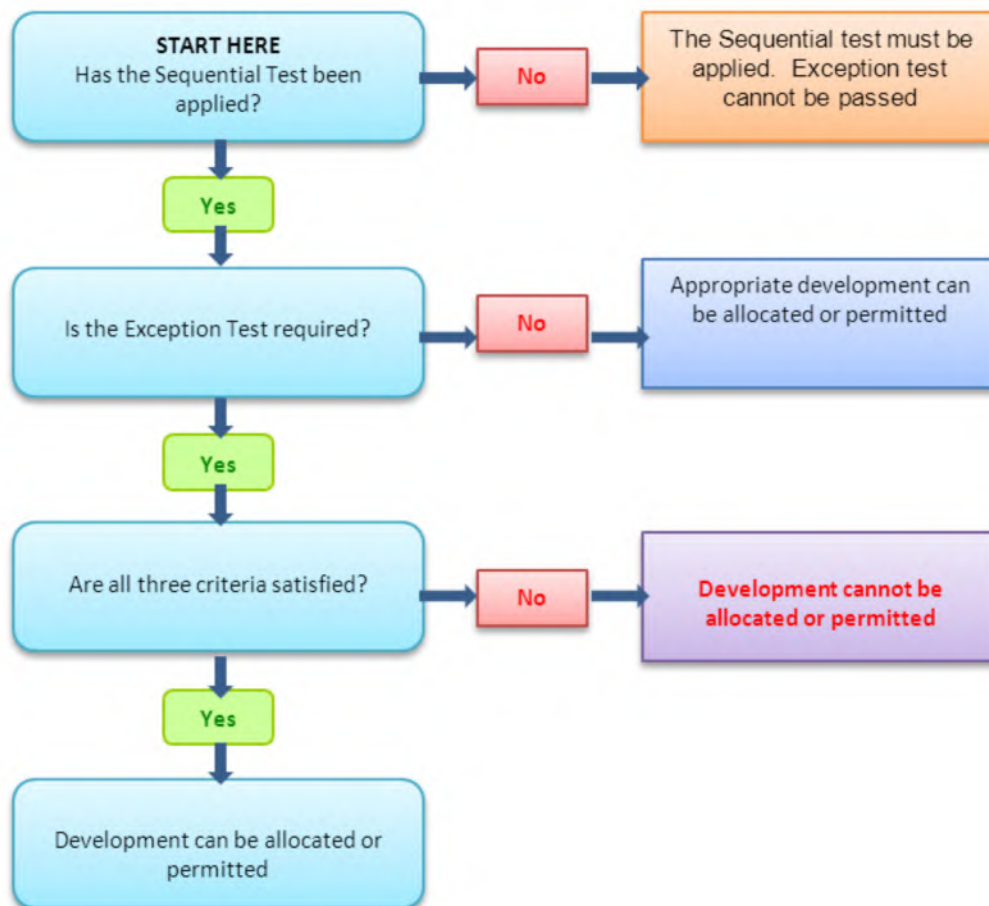 START HERE
Has the Sequential Test been
applied?
No
The Sequential test must be
applied. Exception test
cannot be passed
Yes
Is the Exception Test required?
No
Appropriate development can
be allocated or permitted
Yes
Are all three criteria satisfied?
No
Development cannot be
allocated or permitted
Yes
Development can be allocated or
permitted